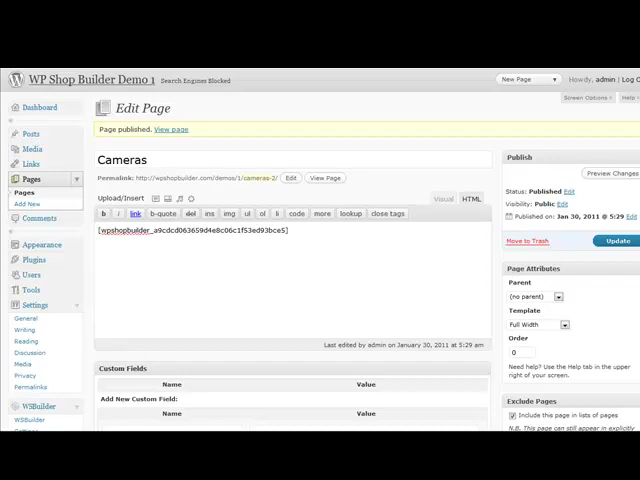 WP Shop Builder Demo 1 Search Engines Blocked New Page Howdy, admin | Log O
Screen Options Help
Dashboard
Posts
Media
Links
Pages
Pages
Add New
Comments
Appearance
Plugins
Users
Tools
Settings
General
Writing
Reading
Discussion
Media
Privacy
Permalinks
WSBuilder
WSBuilder
Edit Page
Page published. View page
Cameras
Permalink: http://wpshopbuilder.com/demos/1/cameras-2/ Edit View Page
Upload/Insert Visual HTML
b i link b-quote del ins img ul ol li code more lookup close tags
[wpshopbuilder_a9cdcd063659d4e8c06c1f53ed93bce5]
Last edited by admin on January 30, 2011 at 5:29 am
Custom Fields
Name Value
Add New Custom Field:
Name Value
Publish
Preview Changes
Status: Published Edit
Visibility: Public Edit
Published on: Jan 30, 2011 @ 5:29 Edit
Move to Trash Update
Page Attributes
Parent
(no parent)
Template
Full Width
Order
0
Need help? Use the Help tab in the upper
right of your screen.
Exclude Pages
Include this page in lists of pages
N.B. This page can still appear in explicitly